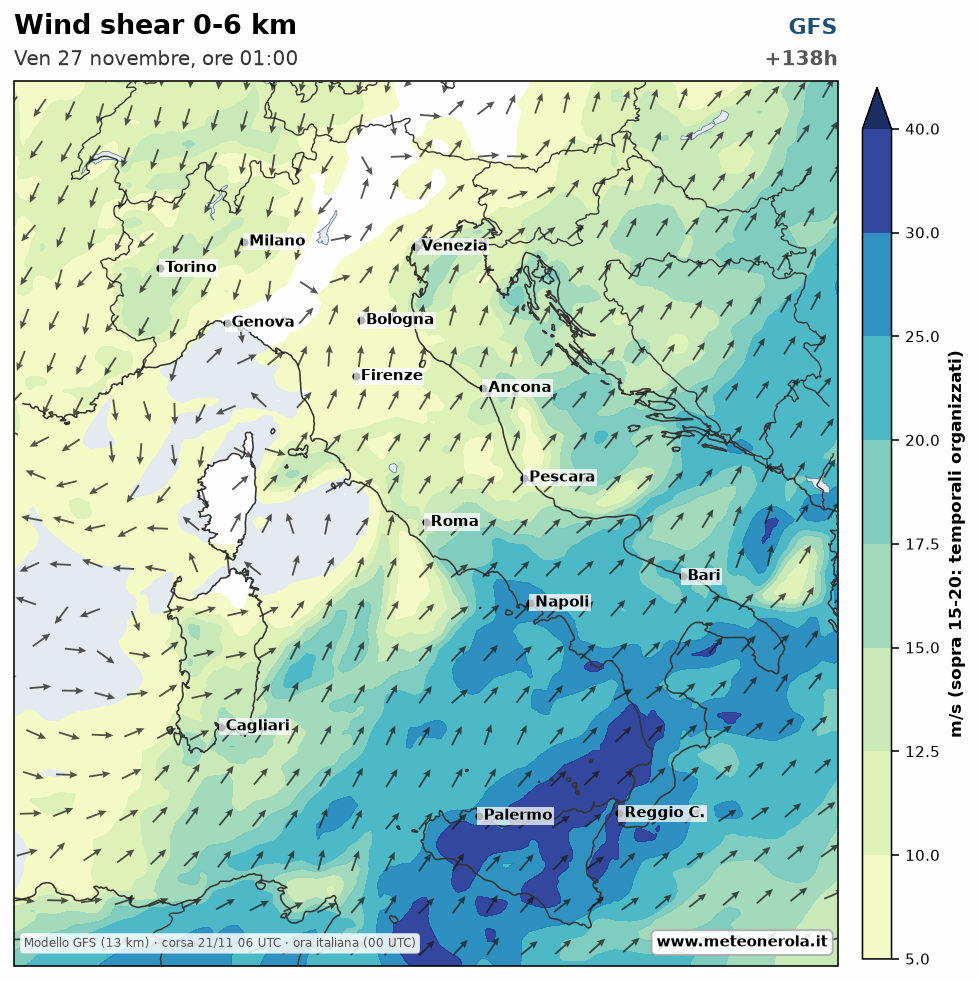 Wind shear 0-6 km
GFS
Ven 27 novembre, ore 01:00
+138h
Milano
Venezia
Torino
Genova
Bologna
Firenze
Ancona
Pescara
Roma
Bari
Napoli
Cagliari
Palermo
Reggio C.
40.0
30.0
25.0
20.0
17.5
15.0
12.5
10.0
5.0
m/s (sopra 15-20: temporali organizzati)
Modello GFS (13 km) · corsa 21/11 06 UTC · ora italiana (00 UTC)
www.meteonerola.it